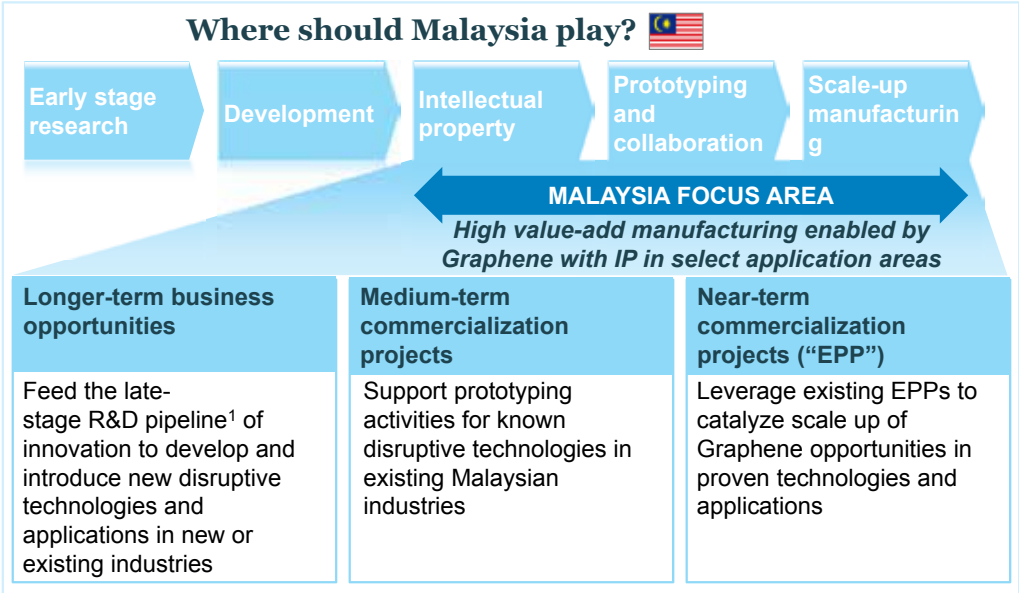 Where should Malaysia play?
Early stage
research
Development
Intellectual
property
Prototyping
and
collaboration
Scale-up
manufacturin
g
MALAYSIA FOCUS AREA
High value-add manufacturing enabled by
Graphene with IP in select application areas
Longer-term business
opportunities
Feed the late-
stage R&D pipeline¹ of
innovation to develop and
introduce new disruptive
technologies and
applications in new or
existing industries
Medium-term
commercialization
projects
Support prototyping
activities for known
disruptive technologies in
existing Malaysian
industries
Near-term
commercialization
projects (“EPP”)
Leverage existing EPPs to
catalyze scale up of
Graphene opportunities in
proven technologies and
applications